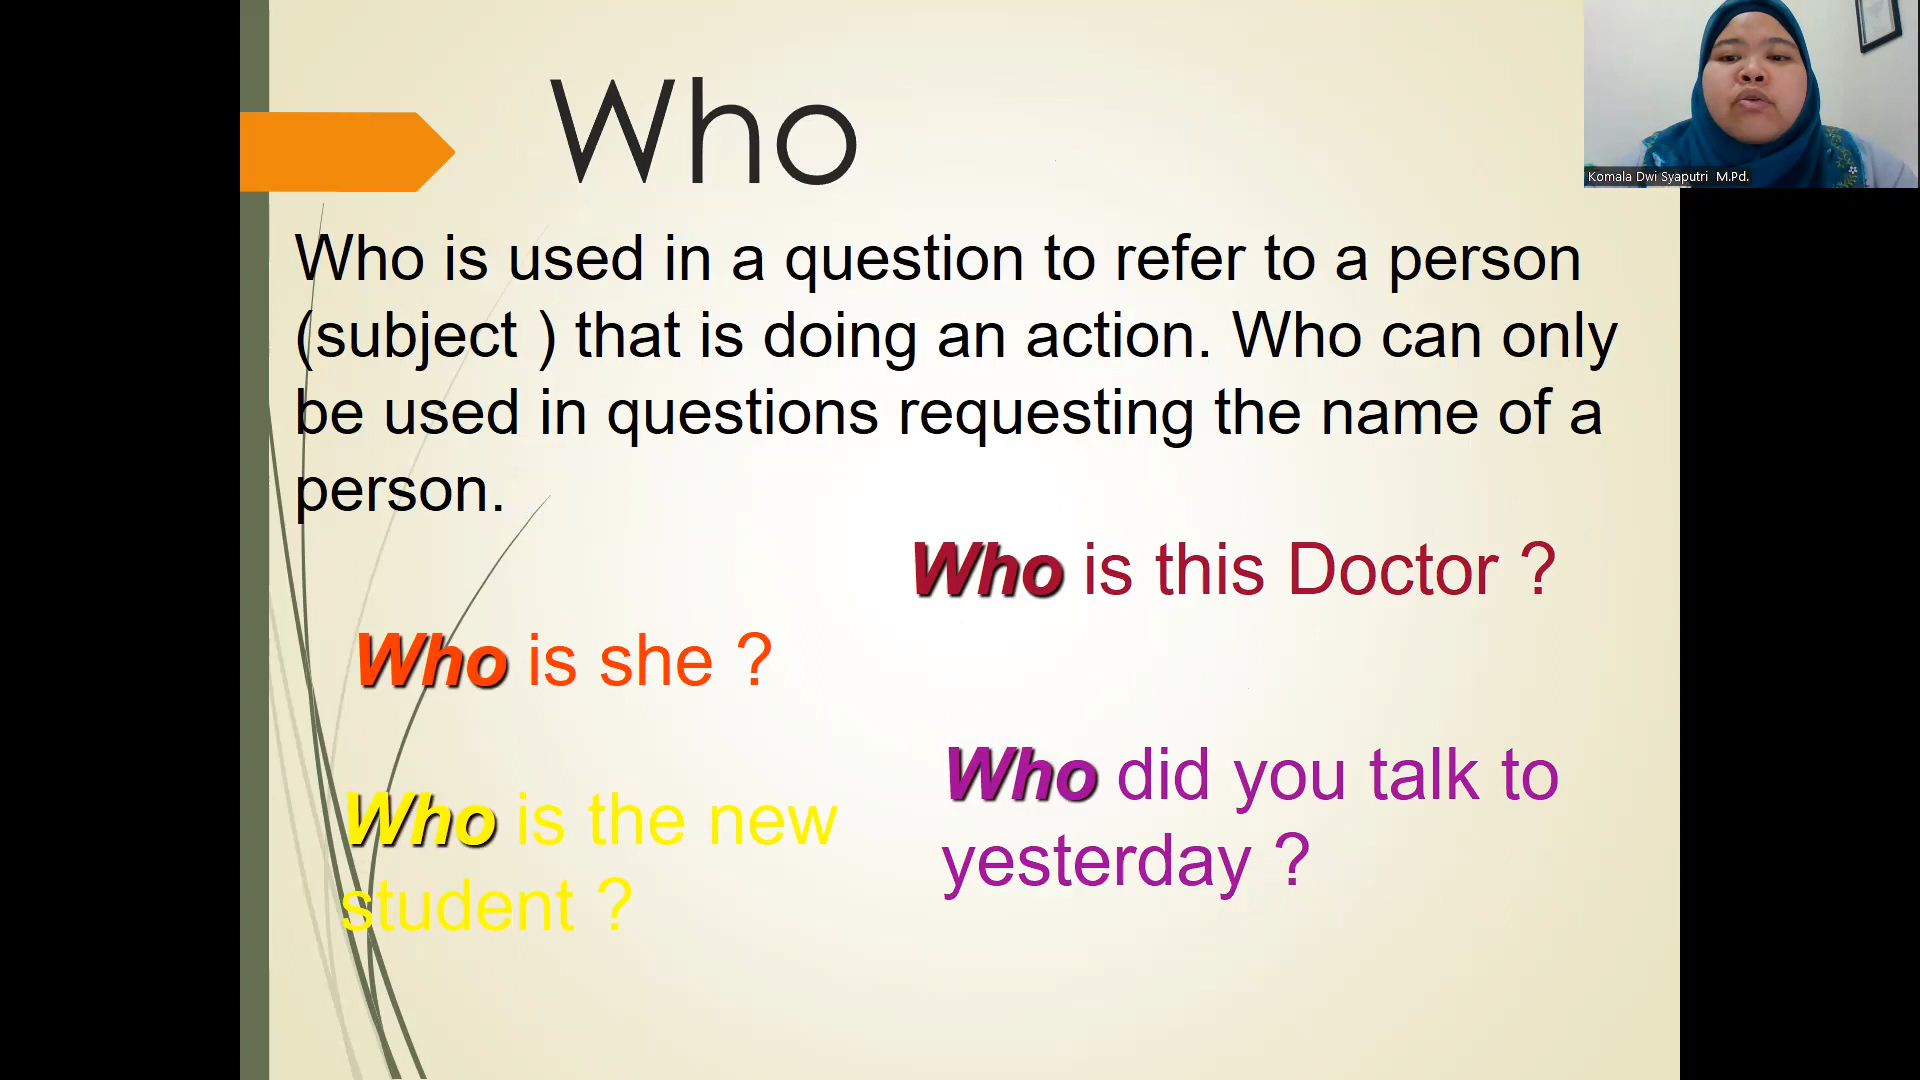 Who
Komala Dwi Syaputri M.Pd.
Who is used in a question to refer to a person
(subject ) that is doing an action. Who can only
be used in questions requesting the name of a
person.
Who is this Doctor ?
Who is she ?
Who did you talk to
yesterday ?
Who is the new
student ?